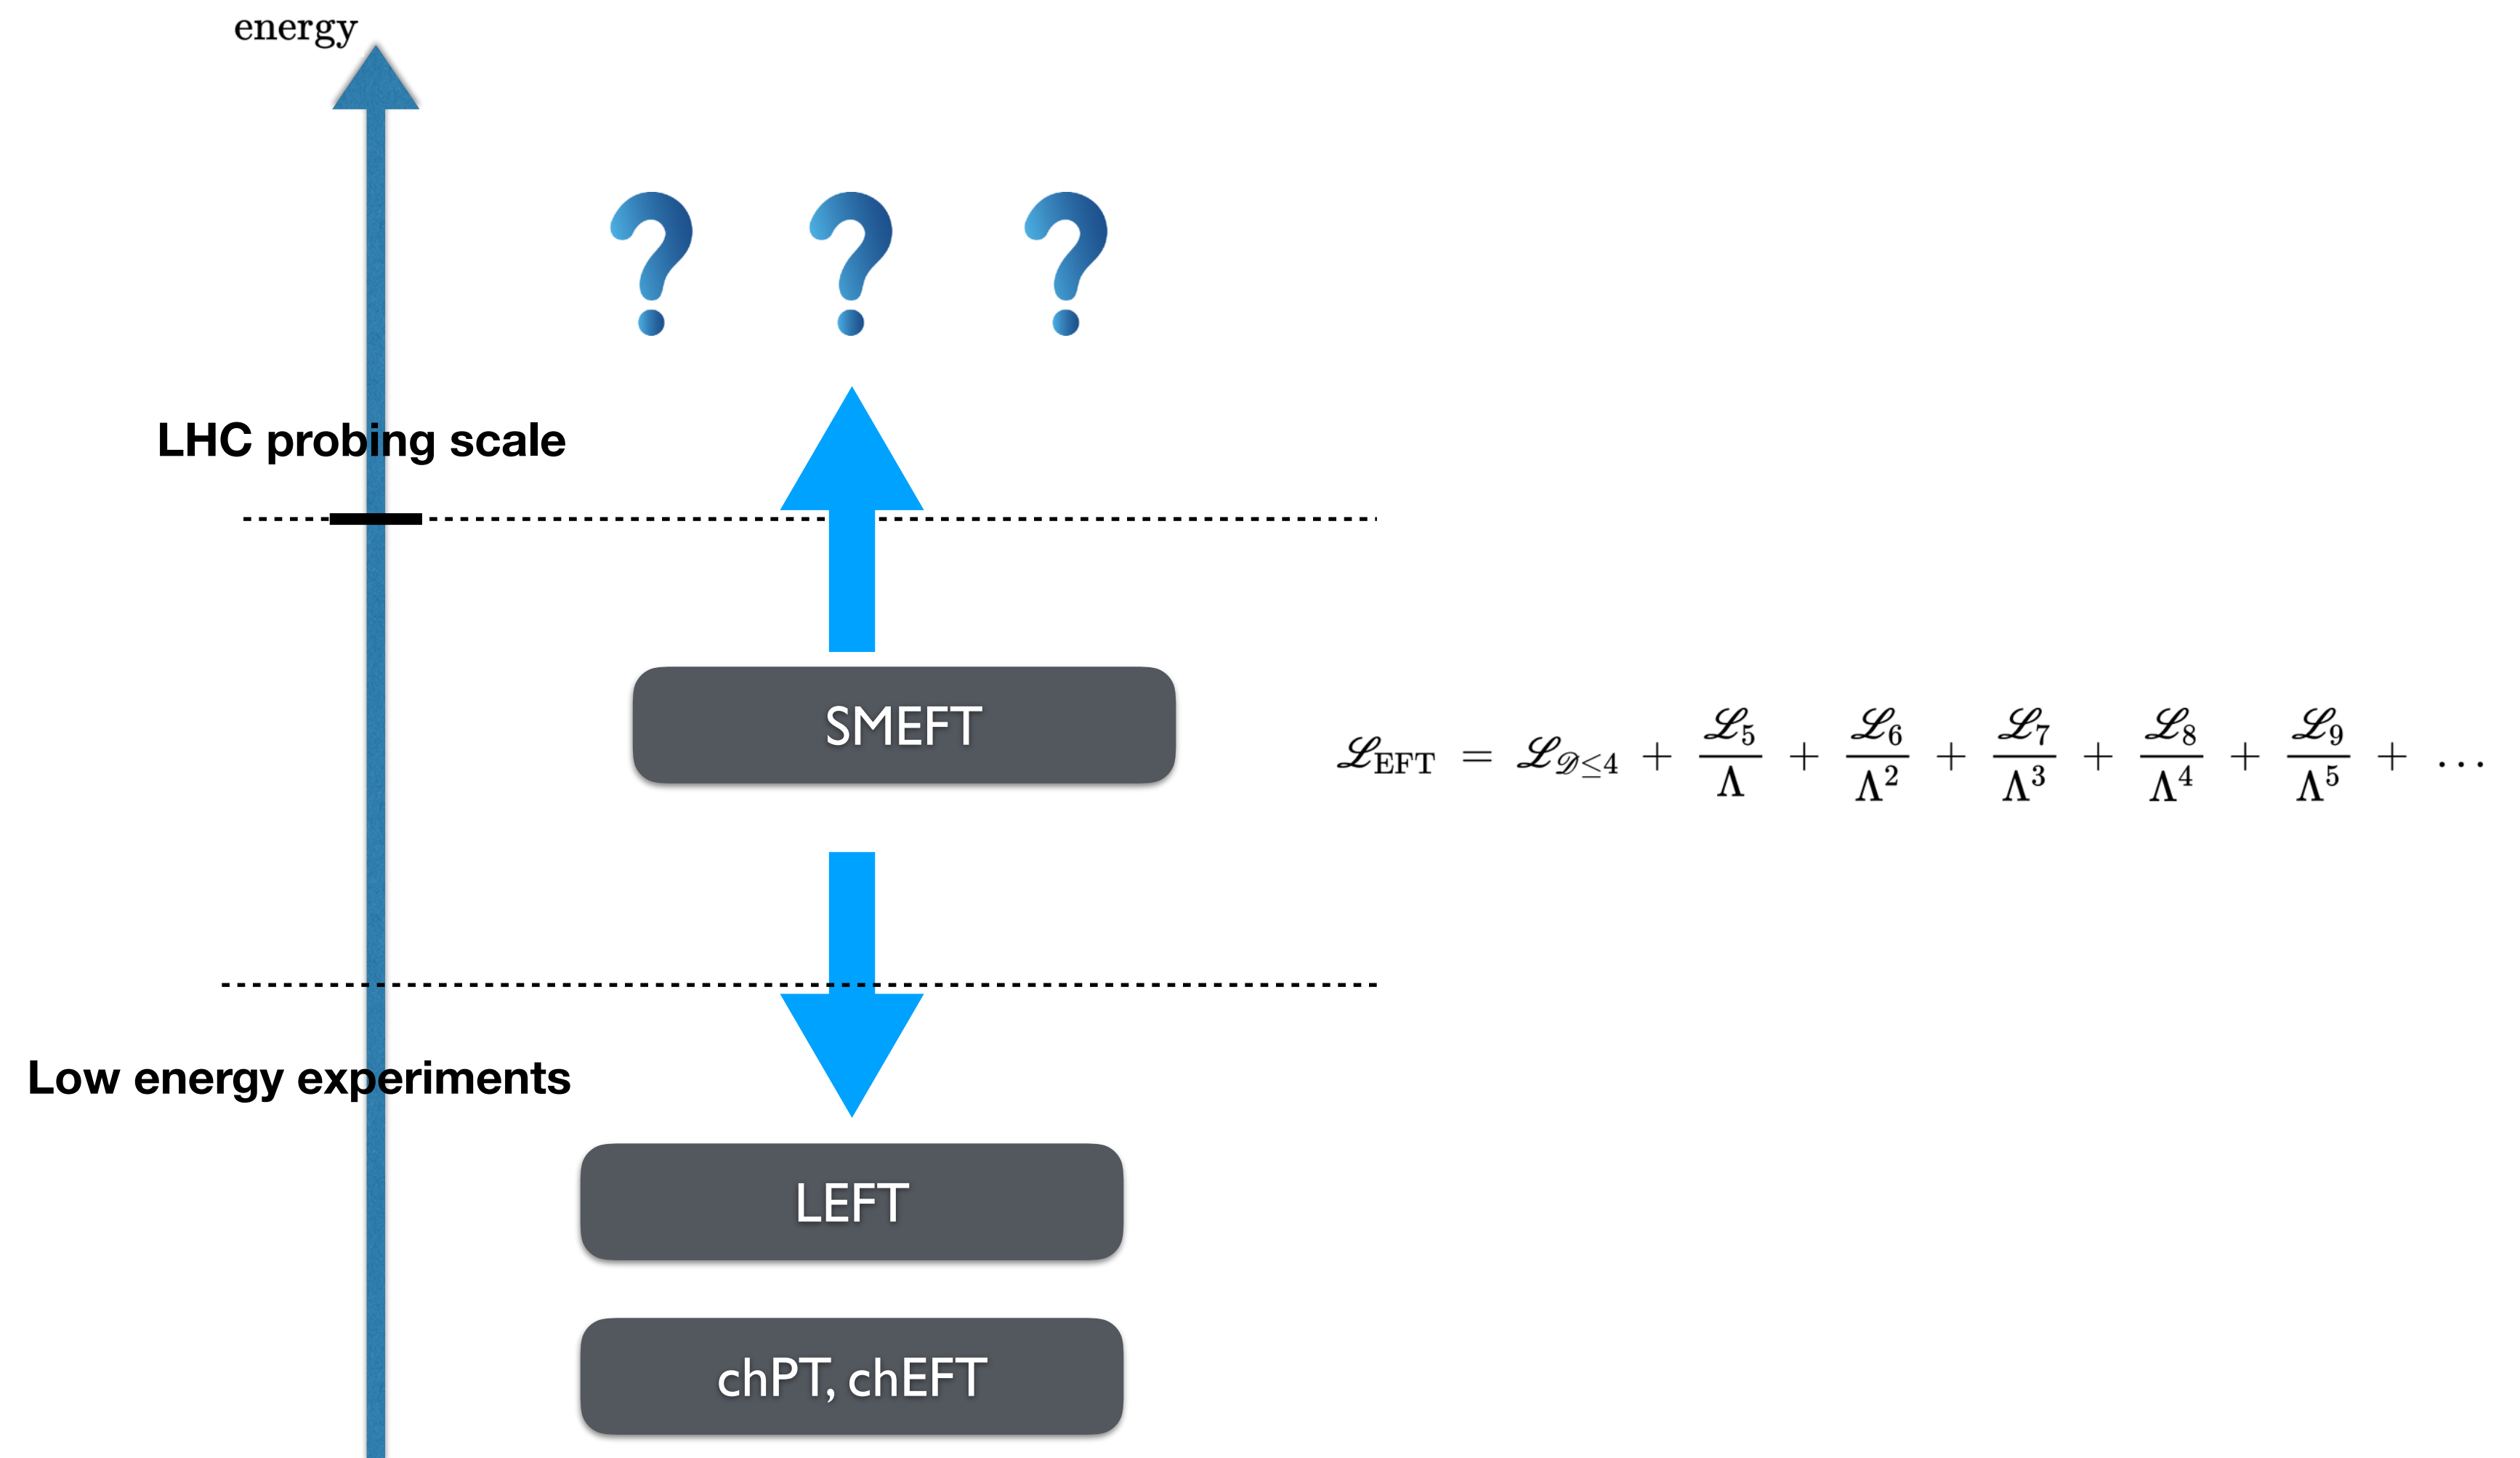 energy
? ? ?
LHC probing scale
SMEFT
ℒ_EFT = ℒ_𝒟≤4 + ℒ_5/Λ + ℒ_6/Λ^2 + ℒ_7/Λ^3 + ℒ_8/Λ^4 + ℒ_9/Λ^5 + ...
Low energy experiments
LEFT
chPT, chEFT